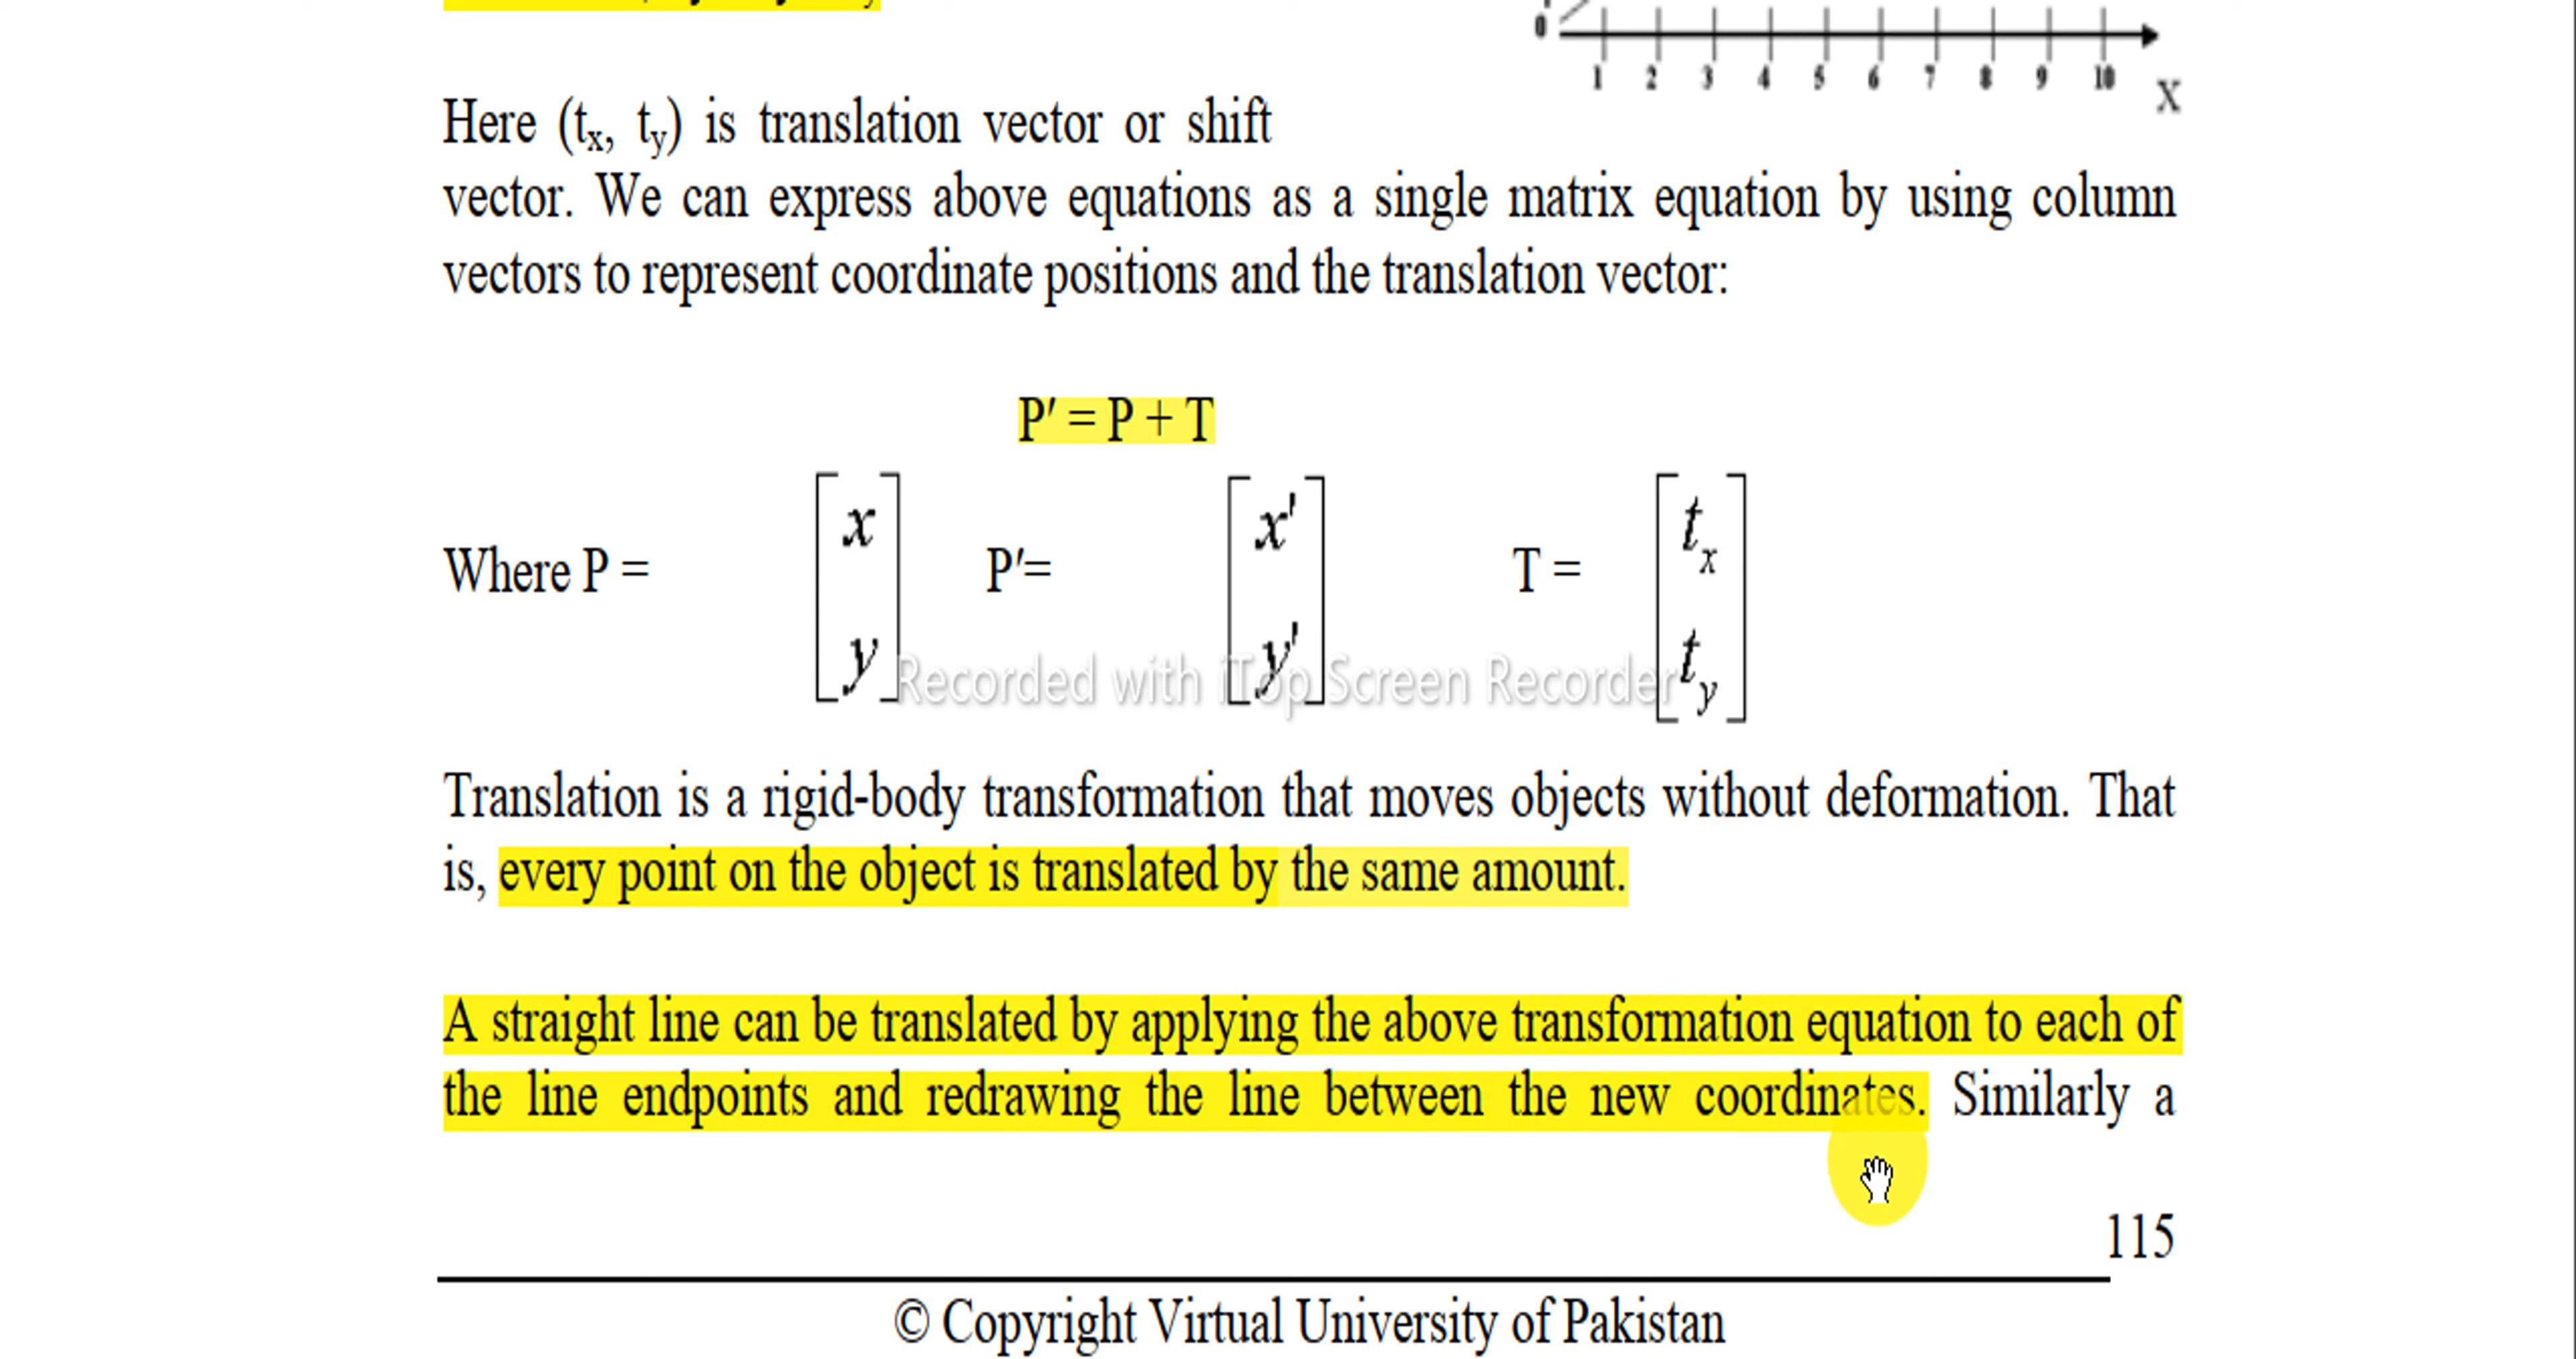 0
1 2 3 4 5 6 7 8 9 10
X
Here (tx, ty) is translation vector or shift
vector. We can express above equations as a single matrix equation by using column
vectors to represent coordinate positions and the translation vector:
P′ = P + T
Where P = [x y] P′= [x' y'] T = [tx ty]
Recorded with iTop Screen Recorder
Translation is a rigid-body transformation that moves objects without deformation. That
is, every point on the object is translated by the same amount.
A straight line can be translated by applying the above transformation equation to each of
the line endpoints and redrawing the line between the new coordinates. Similarly a
115
© Copyright Virtual University of Pakistan